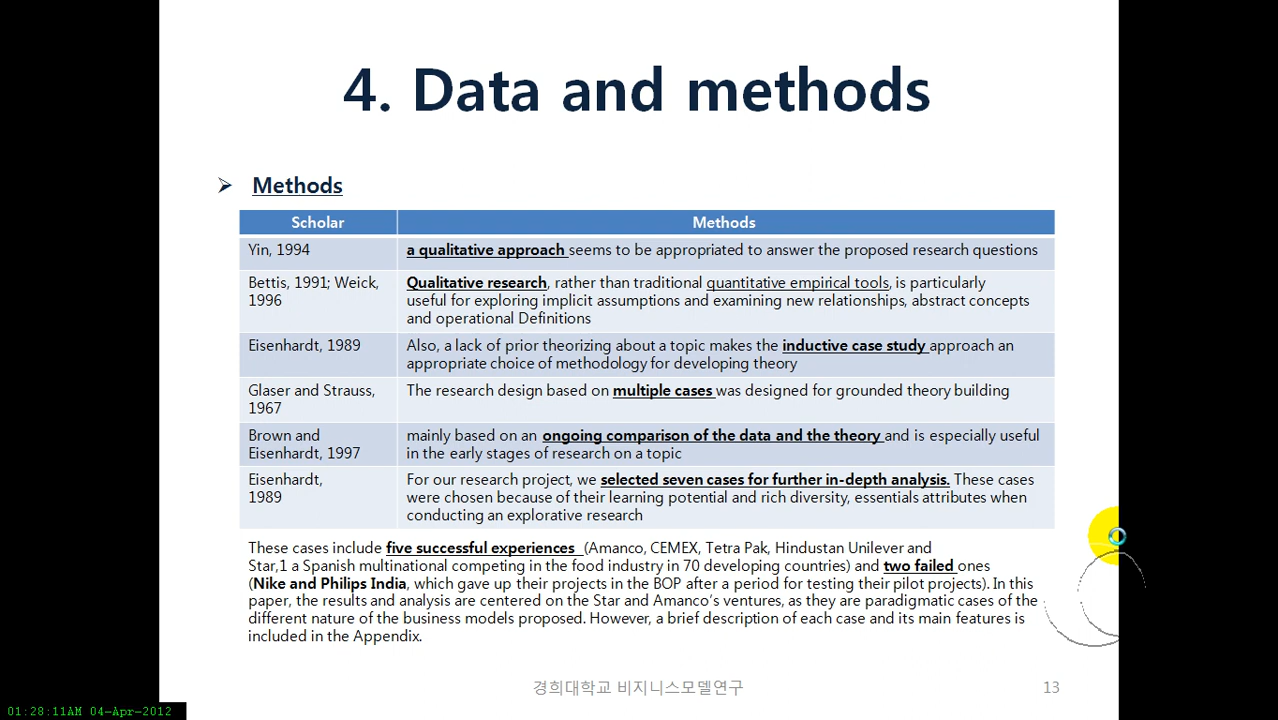 4. Data and methods
➢ Methods
Scholar Methods
Yin, 1994 a qualitative approach seems to be appropriated to answer the proposed research questions
Bettis, 1991; Weick, Qualitative research, rather than traditional quantitative empirical tools, is particularly
1996 useful for exploring implicit assumptions and examining new relationships, abstract concepts
and operational Definitions
Eisenhardt, 1989 Also, a lack of prior theorizing about a topic makes the inductive case study approach an
appropriate choice of methodology for developing theory
Glaser and Strauss, The research design based on multiple cases was designed for grounded theory building
1967
Brown and mainly based on an ongoing comparison of the data and the theory and is especially useful
Eisenhardt, 1997 in the early stages of research on a topic
Eisenhardt, For our research project, we selected seven cases for further in-depth analysis. These cases
1989 were chosen because of their learning potential and rich diversity, essentials attributes when
conducting an explorative research
These cases include five successful experiences (Amanco, CEMEX, Tetra Pak, Hindustan Unilever and
Star,1 a Spanish multinational competing in the food industry in 70 developing countries) and two failed ones
(Nike and Philips India, which gave up their projects in the BOP after a period for testing their pilot projects). In this
paper, the results and analysis are centered on the Star and Amanco's ventures, as they are paradigmatic cases of the
different nature of the business models proposed. However, a brief description of each case and its main features is
included in the Appendix.
경희대학교 비지니스모델연구 13
01:28:11AM 04-Apr-2012